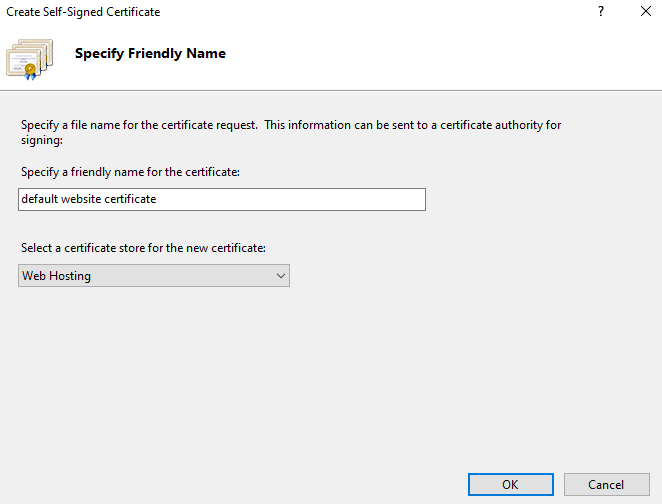 Create Self-Signed Certificate
?
Specify Friendly Name
Specify a file name for the certificate request.  This information can be sent to a certificate authority for
signing:
Specify a friendly name for the certificate:
default website certificate
Select a certificate store for the new certificate:
Web Hosting
OK
Cancel